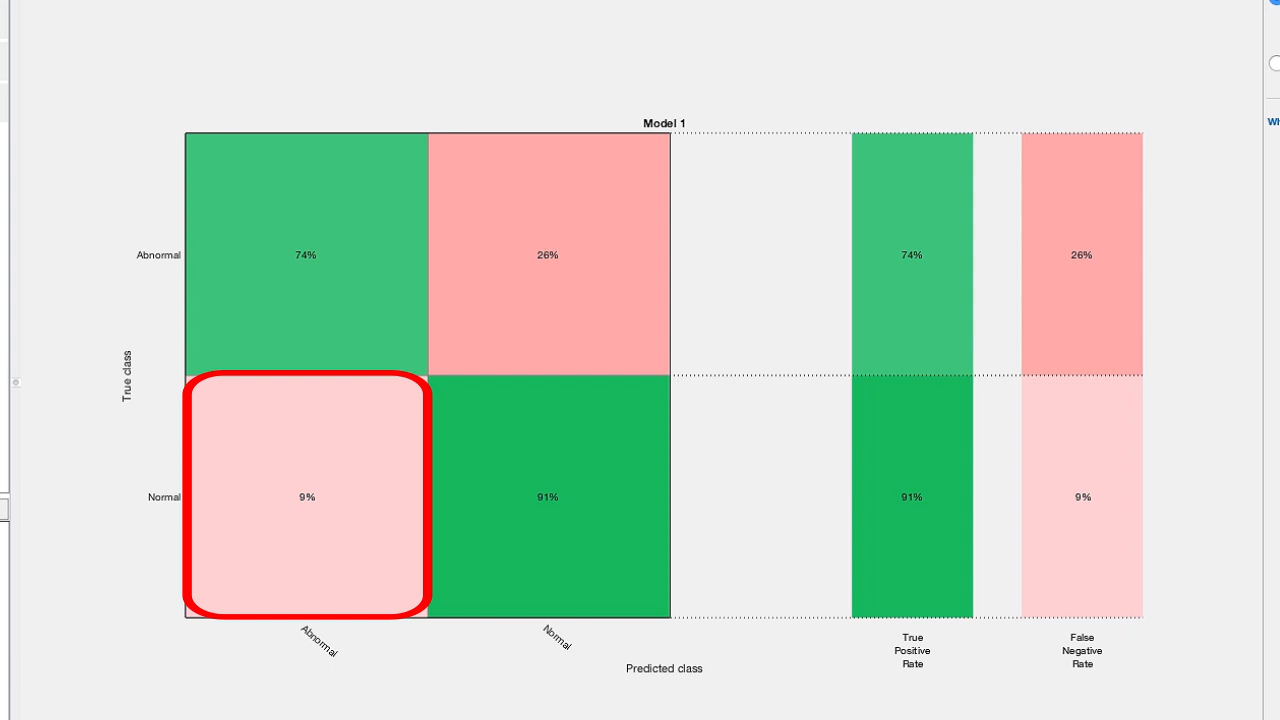 Wh
Model 1
Abnormal
74%
26%
74%
26%
True class
Normal
9%
91%
91%
9%
Abnormal
Normal
Predicted class
True
Positive
Rate
False
Negative
Rate